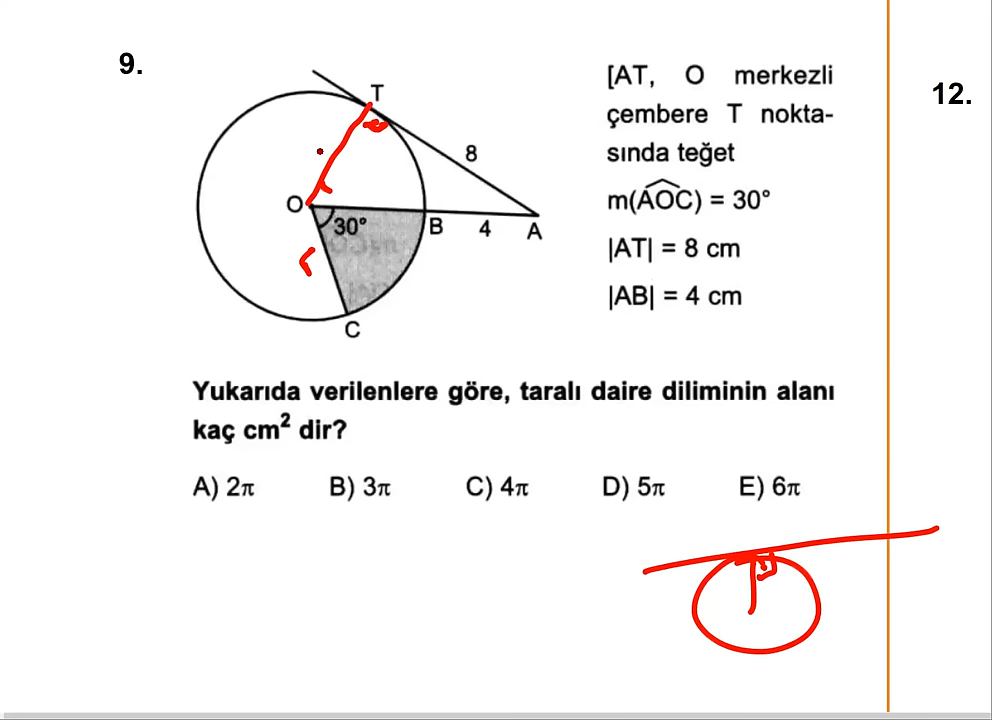 9.
T
8
O
30°
B
4
A
C
[AT, O merkezli
çembere T nokta-
sında teğet
m(AOC) = 30°
|AT| = 8 cm
|AB| = 4 cm
12.
Yukarıda verilenlere göre, taralı daire diliminin alanı
kaç cm² dir?
A) 2π B) 3π C) 4π D) 5π E) 6π